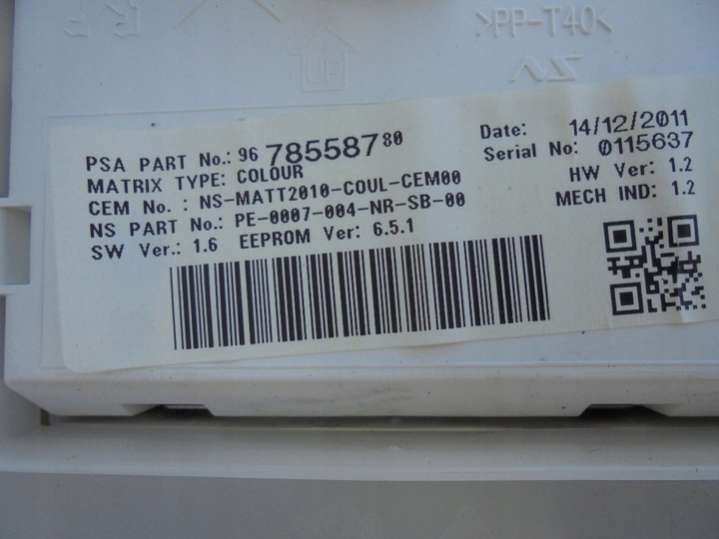 >PP-T40<
UP
PSA PART No.: 96 785587 80
MATRIX TYPE: COLOUR
CEM No. : NS-MATT2010-COUL-CEM00
NS PART No.: PE-0007-004-NR-SB-00
SW Ver.: 1.6 EEPROM Ver: 6.5.1
Date: 14/12/2011
Serial No: 0115637
HW Ver: 1.2
MECH IND: 1.2